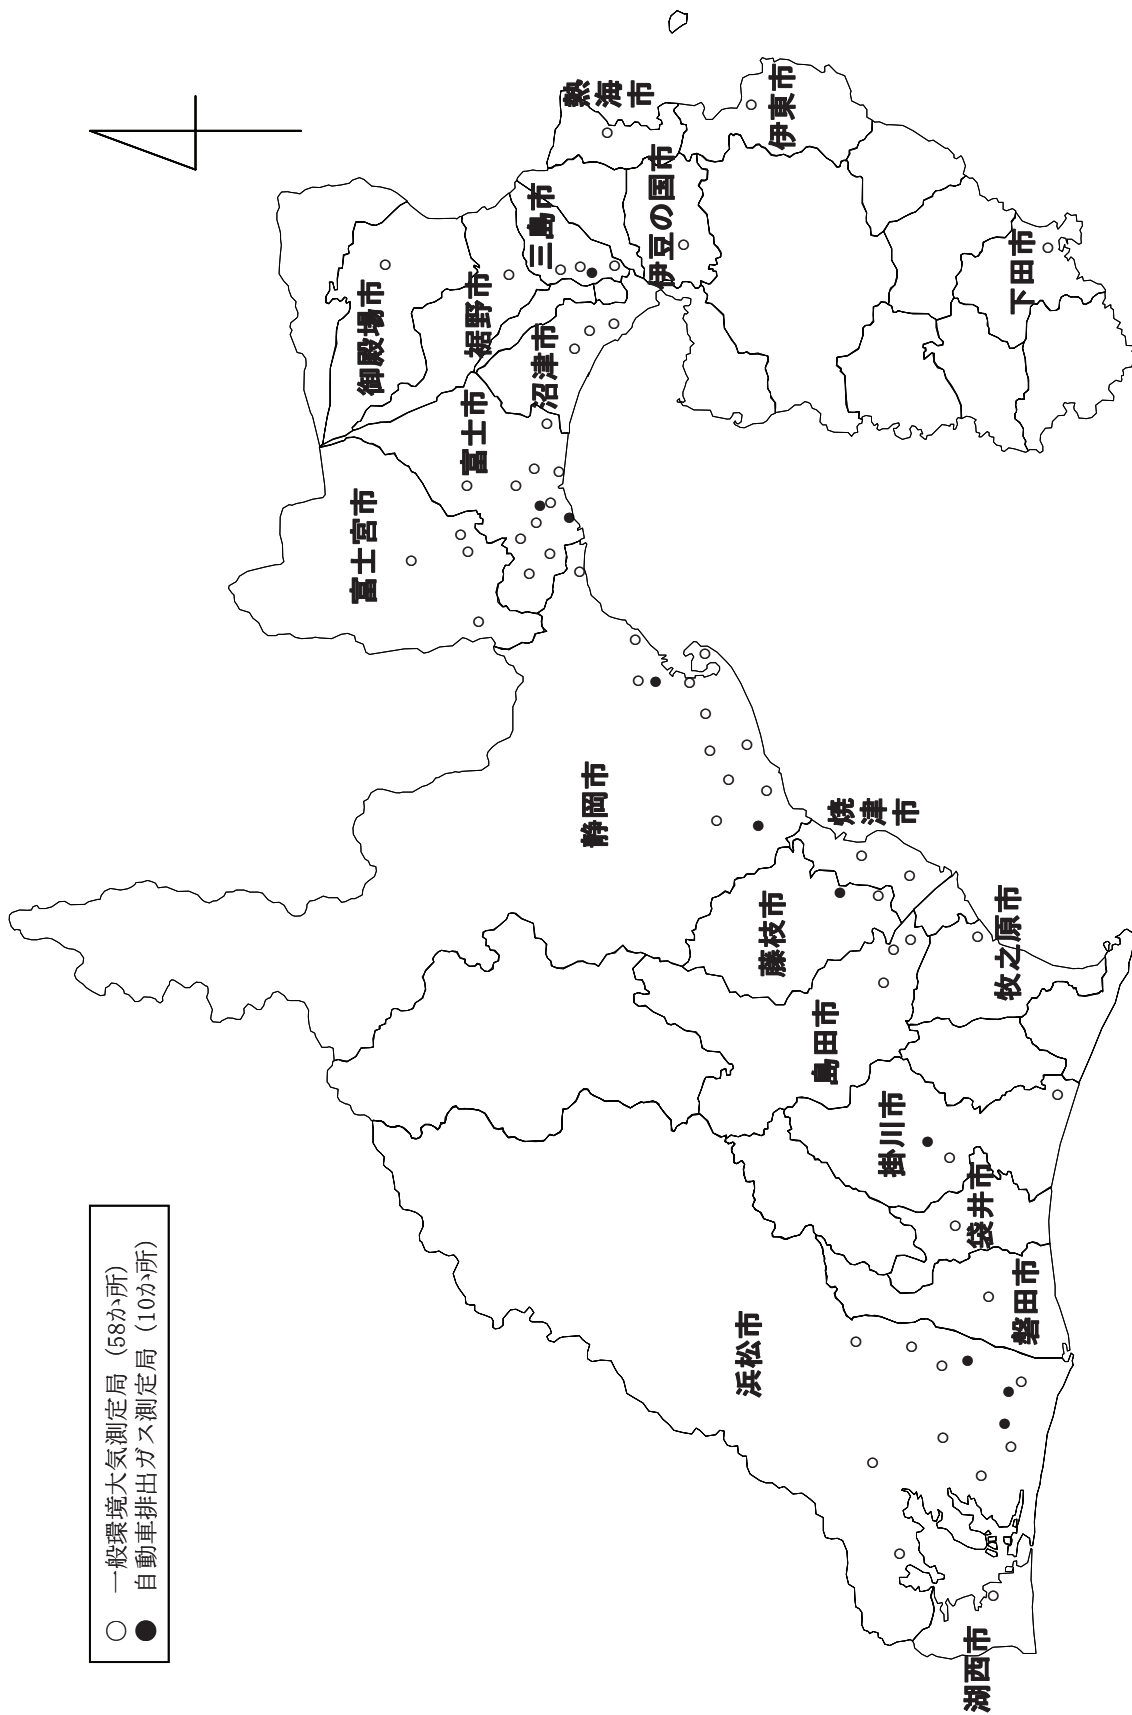 ○ 一般環境大気測定局（58か所）
● 自動車排出ガス測定局（10か所）
御殿場市
裾野市
三島市
熱海市
伊豆の国市
伊東市
下田市
沼津市
富士市
富士宮市
静岡市
焼津市
藤枝市
島田市
牧之原市
掛川市
袋井市
磐田市
浜松市
湖西市